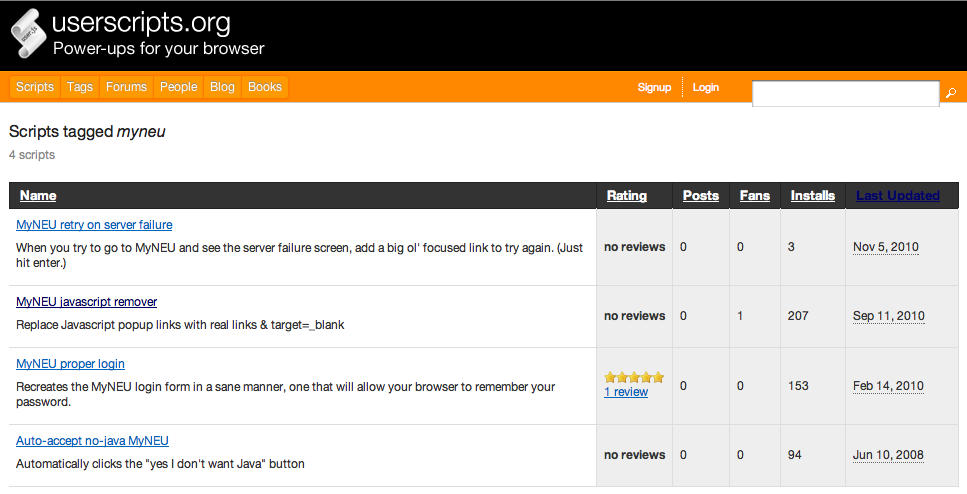 user.js
userscripts.org
Power-ups for your browser
Scripts Tags Forums People Blog Books Signup Login
Scripts tagged myneu
4 scripts
Name Rating Posts Fans Installs Last Updated
MyNEU retry on server failure
When you try to go to MyNEU and see the server failure screen, add a big ol' focused link to try again. (Just
hit enter.)
no reviews 0 0 3 Nov 5, 2010
MyNEU javascript remover
Replace Javascript popup links with real links & target=_blank
no reviews 0 1 207 Sep 11, 2010
MyNEU proper login
Recreates the MyNEU login form in a sane manner, one that will allow your browser to remember your
password.
1 review 0 0 153 Feb 14, 2010
Auto-accept no-java MyNEU
Automatically clicks the "yes I don't want Java" button
no reviews 0 0 94 Jun 10, 2008